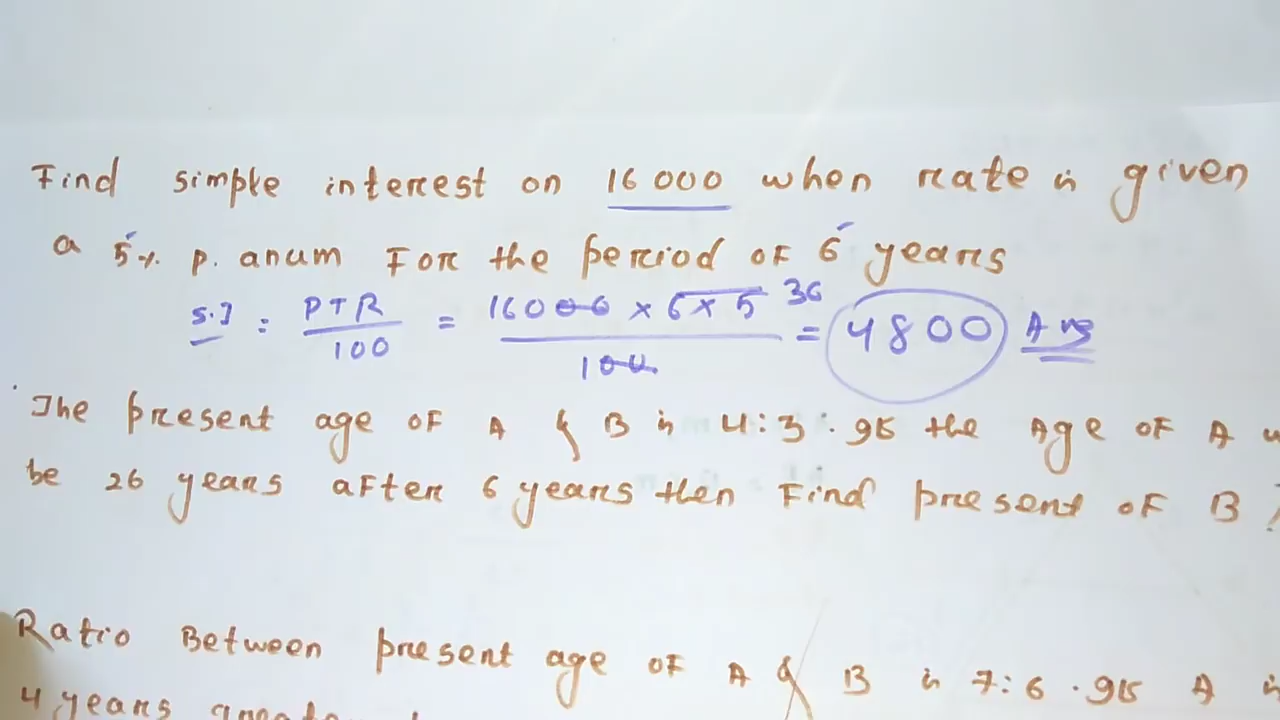 Find simple interest on 16000 when rate is given
a 5% p. anum For the period of 6 years
S.I = PTR/100 = 16000 × 6 × 5/100 30 = 4800 Ans
The present age of A & B is 4:3. If the Age of A
be 26 years after 6 years then Find present of B?
Ratio Between present age of A & B is 7:6. If A
4 years